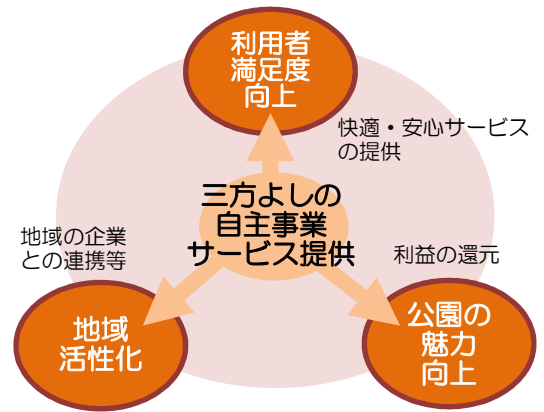 利用者
満足度
向上
快適・安心サービス
の提供
三方よしの
自主事業
サービス提供
地域の企業
との連携等
利益の還元
地域
活性化
公園の
魅力
向上